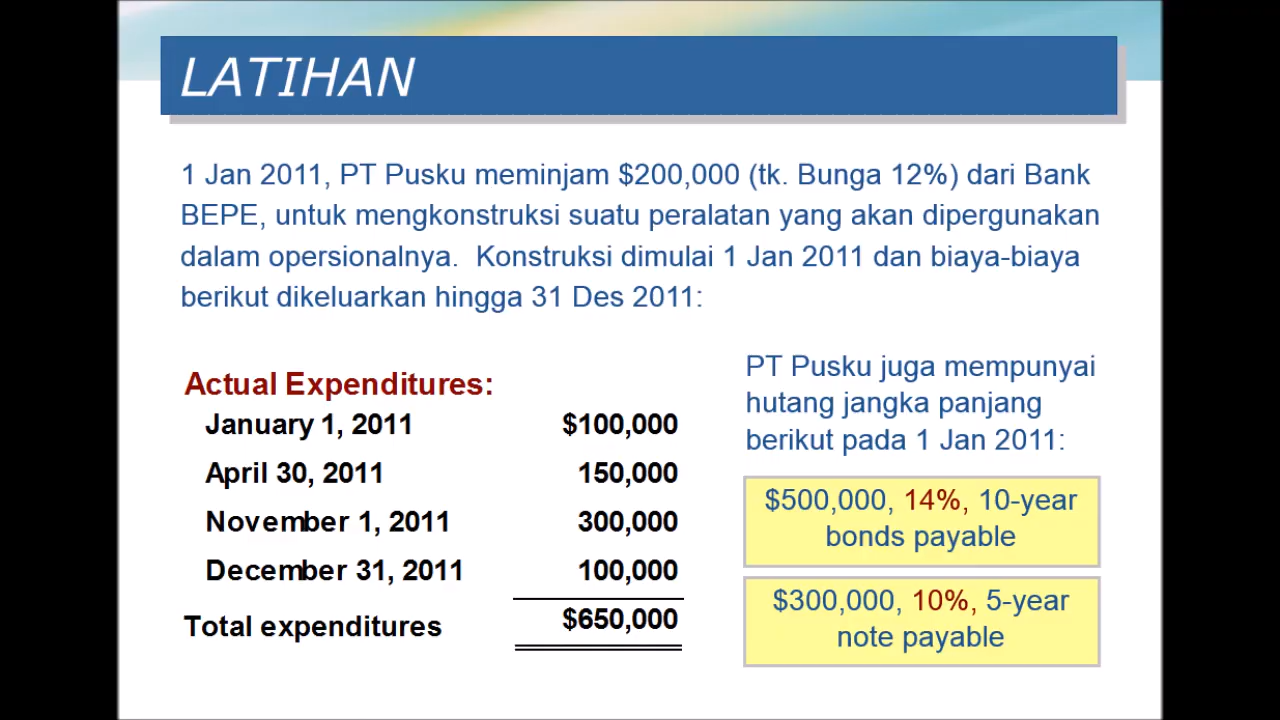 LATIHAN
1 Jan 2011, PT Pusku meminjam $200,000 (tk. Bunga 12%) dari Bank
BEPE, untuk mengkonstruksi suatu peralatan yang akan dipergunakan
dalam opersionalnya.  Konstruksi dimulai 1 Jan 2011 dan biaya-biaya
berikut dikeluarkan hingga 31 Des 2011:
Actual Expenditures:
January 1, 2011 $100,000
April 30, 2011 150,000
November 1, 2011 300,000
December 31, 2011 100,000
Total expenditures $650,000
PT Pusku juga mempunyai
hutang jangka panjang
berikut pada 1 Jan 2011:
$500,000, 14%, 10-year
bonds payable
$300,000, 10%, 5-year
note payable